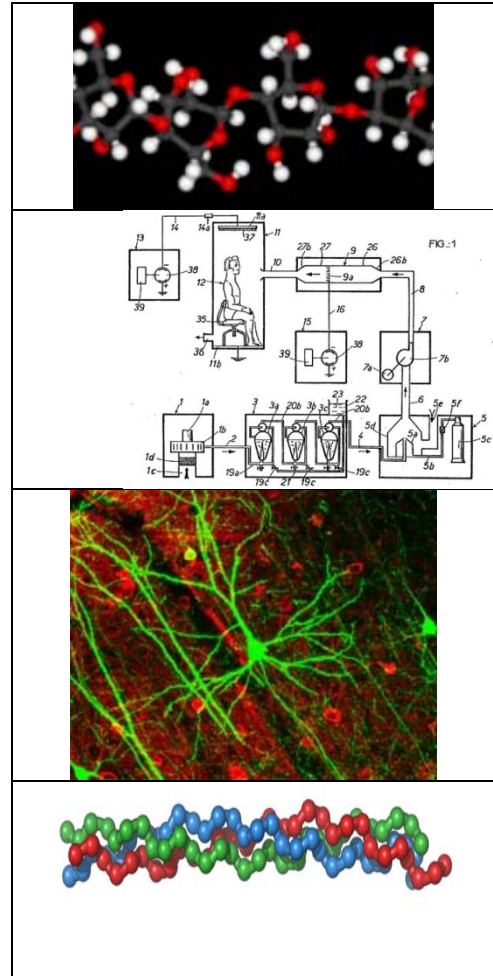 14 14a 11a
37 11
13 27b 27 9 26 FIG.:1
10 26b
12 9a
38
8
39 35 16
15
7
36 38
11b 39 7a 7b
23 22 6
1 1a 3 3a 20b 3b 3c 20b 5e 5f
1b 5d 5a 5
2 4 5c
1d 5b
1c 19a 19c 21 19c 19c